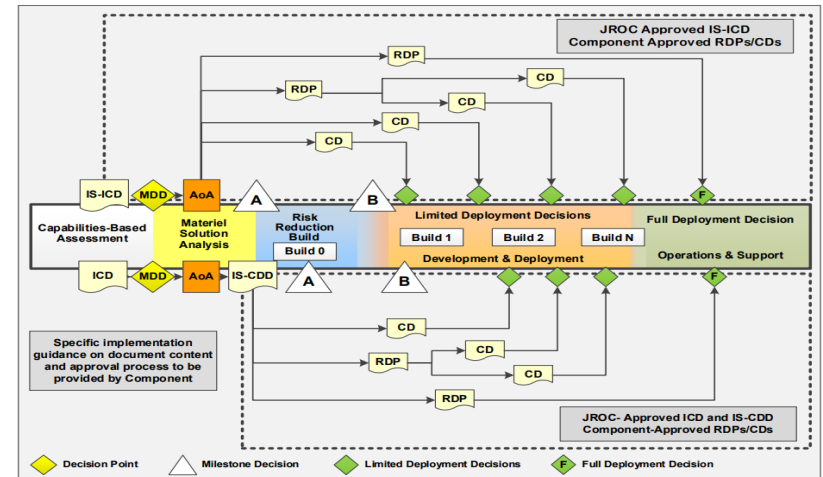 JROC Approved IS-ICD
Component Approved RDPs/CDs
RDP
RDP
CD
CD
CD
CD
IS-ICD
MDD
AoA
A
B
F
Capabilities-Based
Assessment
Materiel
Solution
Analysis
Risk
Reduction
Build
Build 0
Limited Deployment Decisions
Build 1
Build 2
Build N
Development & Deployment
Full Deployment Decision
Operations & Support
ICD
MDD
AoA
IS-CDD
A
B
F
CD
RDP
CD
CD
RDP
Specific implementation
guidance on document content
and approval process to be
provided by Component
JROC- Approved ICD and IS-CDD
Component-Approved RDPs/CDs
Decision Point
A Milestone Decision
Limited Deployment Decisions
F Full Deployment Decision